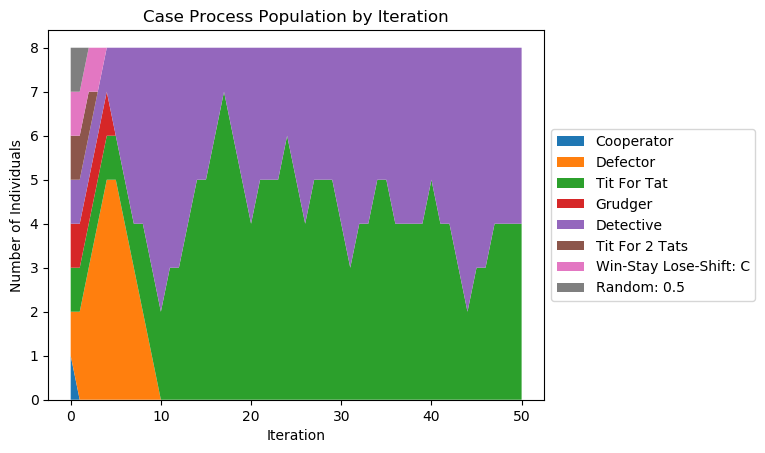 Case Process Population by Iteration
Number of Individuals
8
7
6
5
4
3
2
1
0
0 10 20 30 40 50
Iteration
Cooperator
Defector
Tit For Tat
Grudger
Detective
Tit For 2 Tats
Win-Stay Lose-Shift: C
Random: 0.5